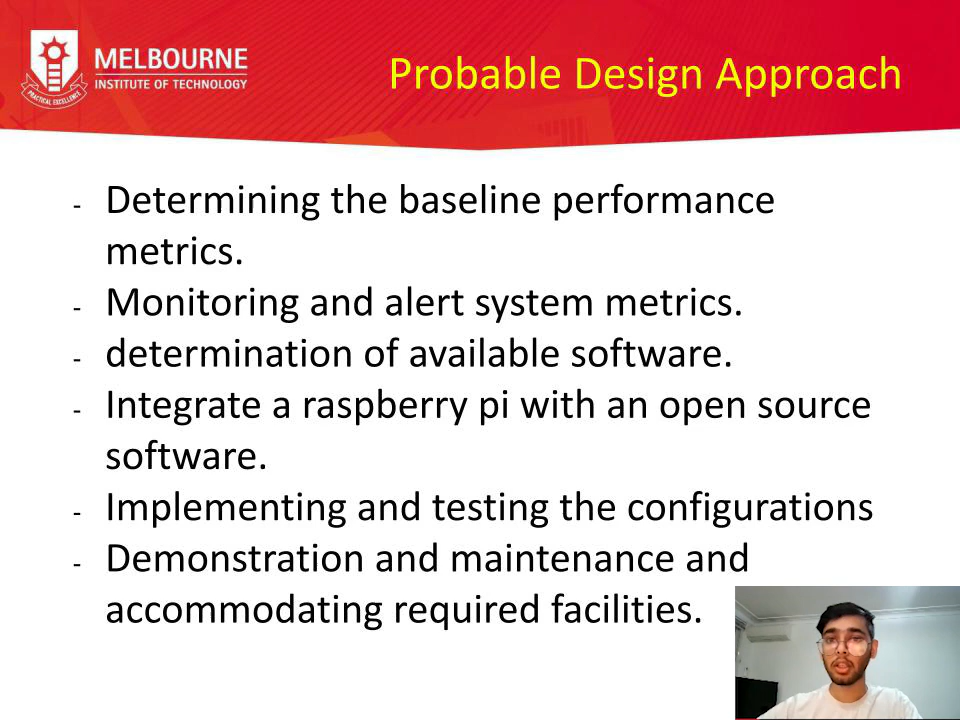 MELBOURNE
INSTITUTE OF TECHNOLOGY
PRACTICAL EXCELLENCE
Probable Design Approach
- Determining the baseline performance
metrics.
- Monitoring and alert system metrics.
- determination of available software.
- Integrate a raspberry pi with an open source
software.
- Implementing and testing the configurations
- Demonstration and maintenance and
accommodating required facilities.